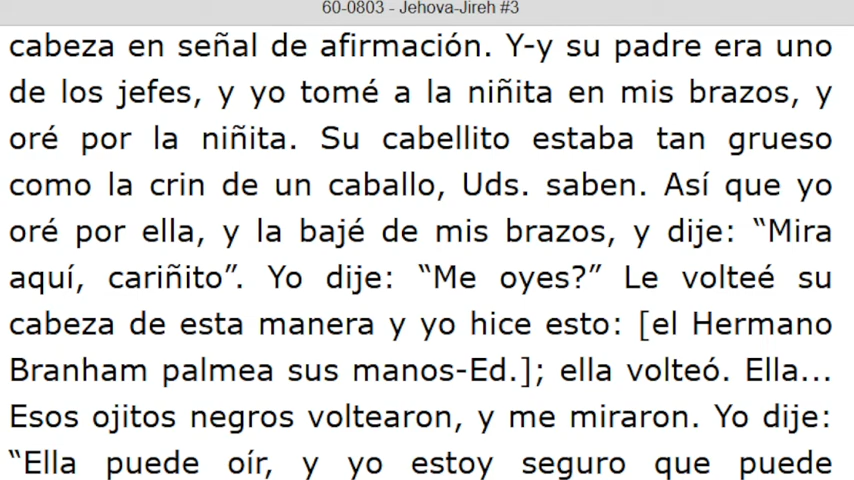 60-0803 - Jehova-Jireh #3
cabeza en señal de afirmación. Y-y su padre era uno
de los jefes, y yo tomé a la niñita en mis brazos, y
oré por la niñita. Su cabellito estaba tan grueso
como la crin de un caballo, Uds. saben. Así que yo
oré por ella, y la bajé de mis brazos, y dije: “Mira
aquí, cariñito”. Yo dije: “Me oyes?” Le volteé su
cabeza de esta manera y yo hice esto: [el Hermano
Branham palmea sus manos-Ed.]; ella volteó. Ella...
Esos ojitos negros voltearon, y me miraron. Yo dije:
“Ella puede oír, y yo estoy seguro que puede